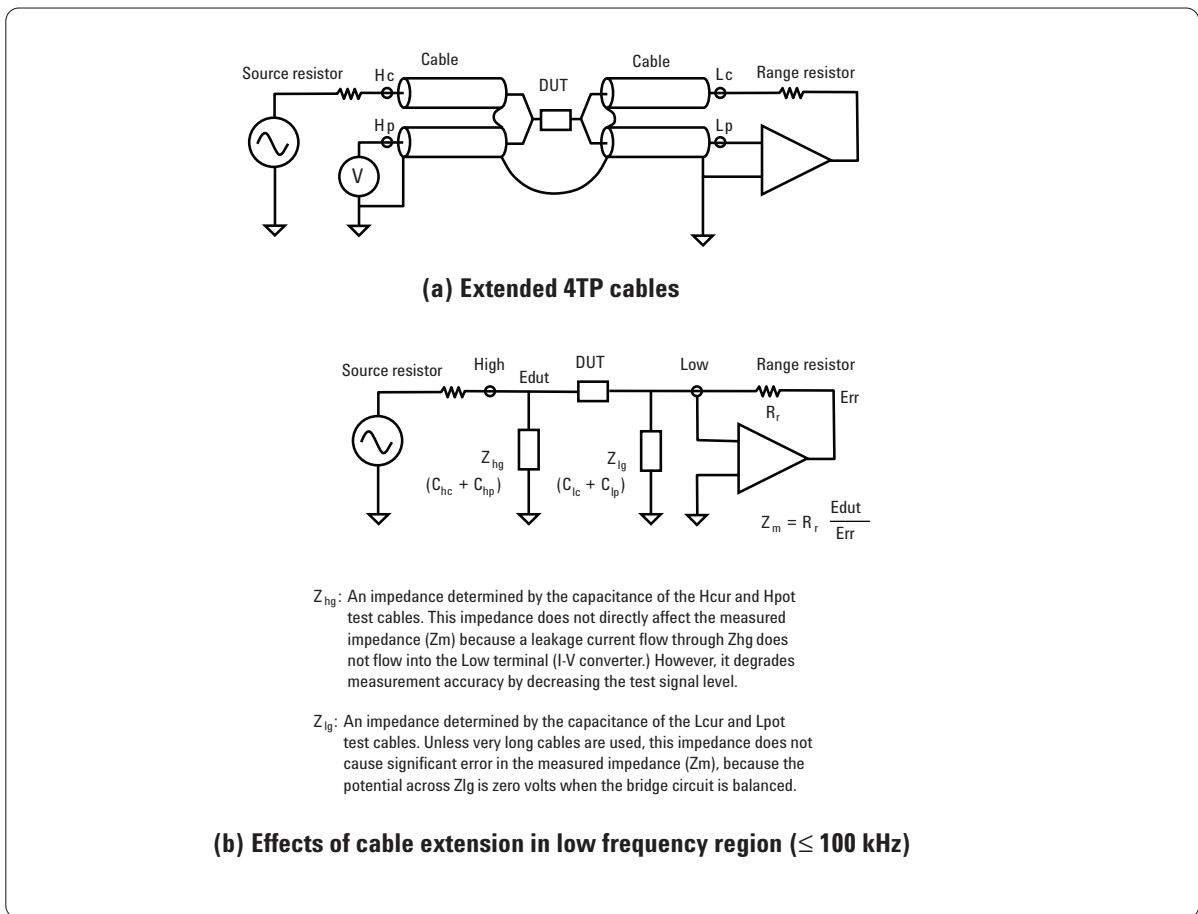 Cable
Cable
Source resistor
Hc
DUT
Lc
Range resistor
Hp
Lp
V
(a) Extended 4TP cables
Source resistor
High
Edut
DUT
Low
Range resistor
Rr
Err
Zhg
(Chc + Chp)
Zlg
(Clc + Clp)
Zm = Rr Edut / Err
Zhg: An impedance determined by the capacitance of the Hcur and Hpot
test cables. This impedance does not directly affect the measured
impedance (Zm) because a leakage current flow through Zhg does
not flow into the Low terminal (I-V converter.) However, it degrades
measurement accuracy by decreasing the test signal level.
Zlg: An impedance determined by the capacitance of the Lcur and Lpot
test cables. Unless very long cables are used, this impedance does not
cause significant error in the measured impedance (Zm), because the
potential across Zlg is zero volts when the bridge circuit is balanced.
(b) Effects of cable extension in low frequency region (≤ 100 kHz)